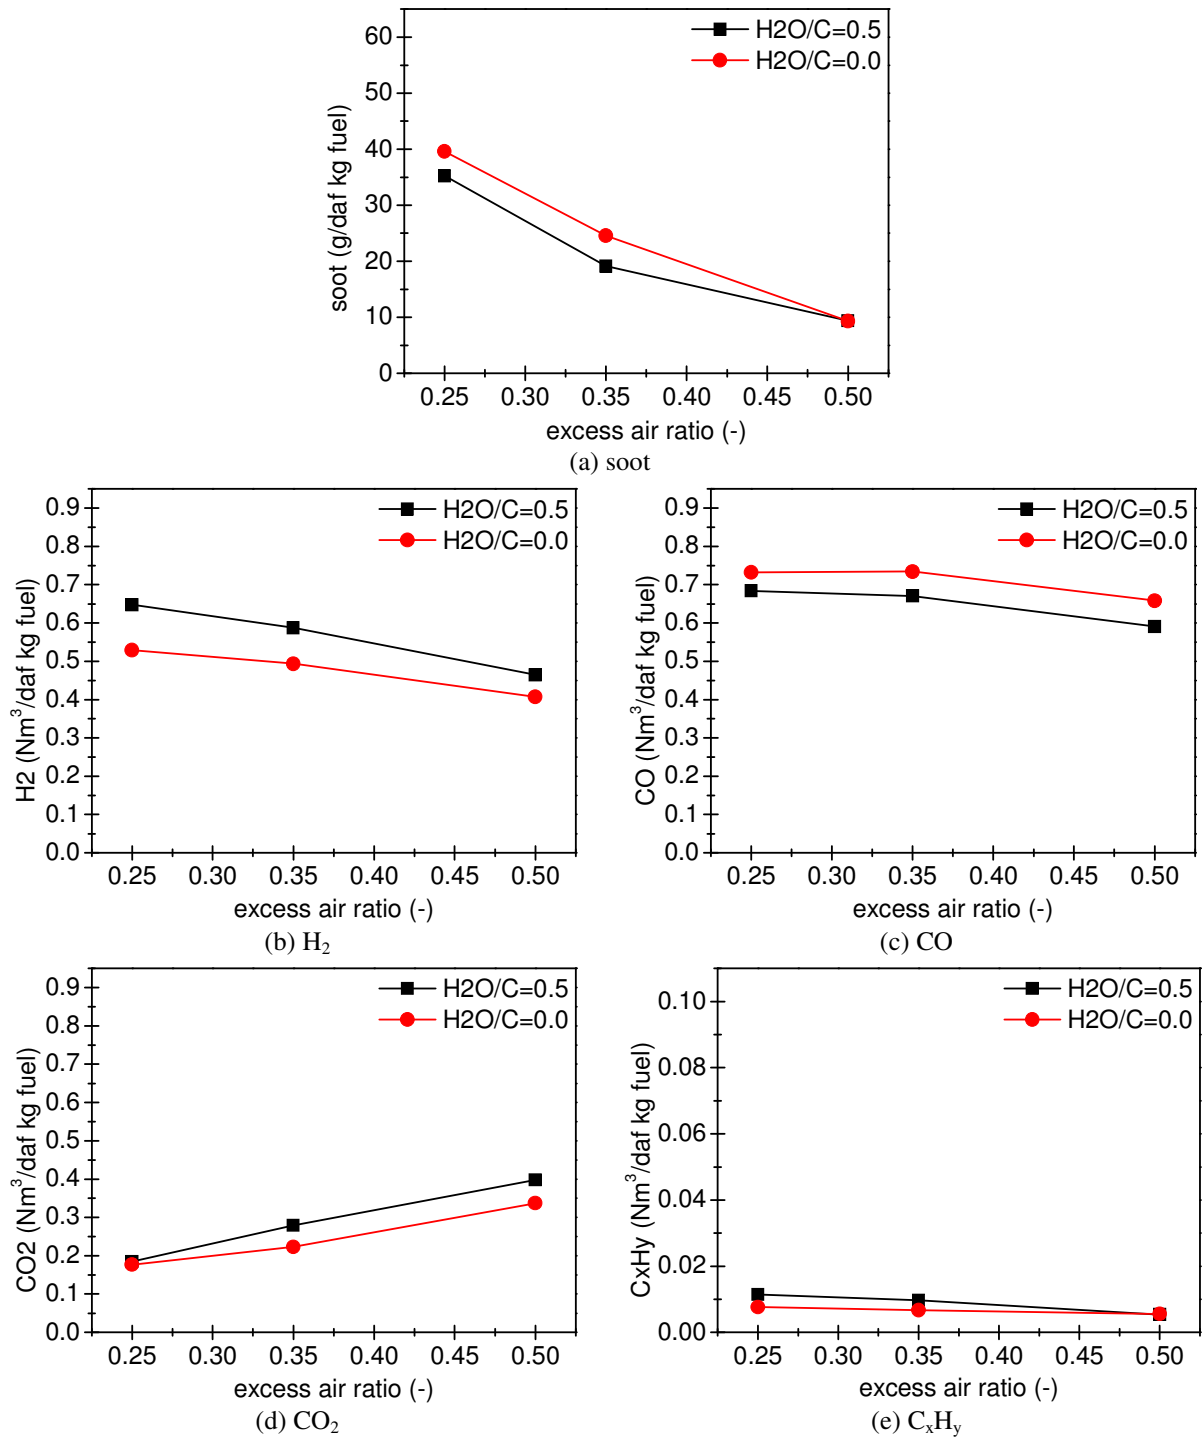 H2O/C=0.5
H2O/C=0.0
60
50
40
30
20
10
0
soot (g/daf kg fuel)
0.25 0.30 0.35 0.40 0.45 0.50
excess air ratio (-)
(a) soot
H2O/C=0.5
H2O/C=0.0
0.9
0.8
0.7
0.6
0.5
0.4
0.3
0.2
0.1
0.0
H2 (Nm³/daf kg fuel)
0.25 0.30 0.35 0.40 0.45 0.50
excess air ratio (-)
(b) H₂
H2O/C=0.5
H2O/C=0.0
0.9
0.8
0.7
0.6
0.5
0.4
0.3
0.2
0.1
0.0
CO (Nm³/daf kg fuel)
0.25 0.30 0.35 0.40 0.45 0.50
excess air ratio (-)
(c) CO
H2O/C=0.5
H2O/C=0.0
0.9
0.8
0.7
0.6
0.5
0.4
0.3
0.2
0.1
0.0
CO2 (Nm³/daf kg fuel)
0.25 0.30 0.35 0.40 0.45 0.50
excess air ratio (-)
(d) CO₂
H2O/C=0.5
H2O/C=0.0
0.10
0.08
0.06
0.04
0.02
0.00
CxHy (Nm³/daf kg fuel)
0.25 0.30 0.35 0.40 0.45 0.50
excess air ratio (-)
(e) CₓHᵧ